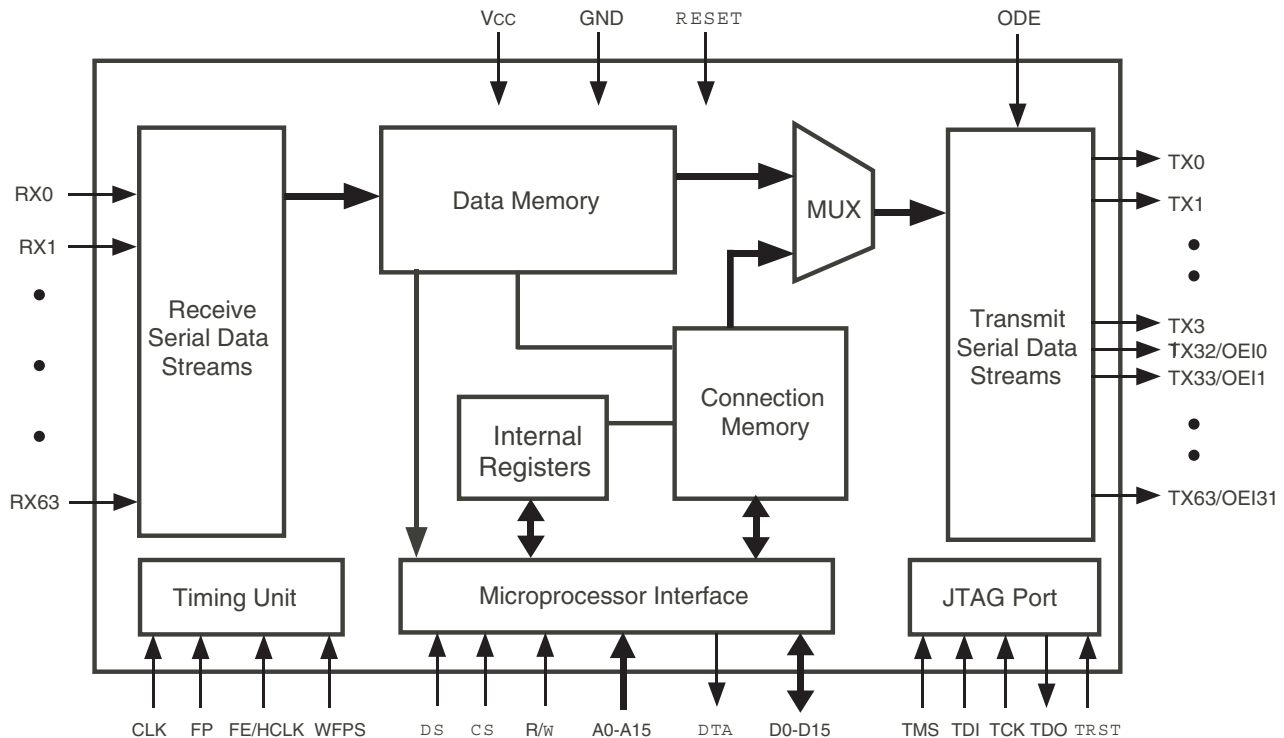 VCC GND RESET ODE
RX0
RX1
RX63
Receive
Serial Data
Streams
Data Memory
MUX
Connection
Memory
Internal
Registers
Transmit
Serial Data
Streams
TX0
TX1
TX3
TX32/OEI0
TX33/OEI1
TX63/OEI31
Timing Unit
Microprocessor Interface
JTAG Port
CLK FP FE/HCLK WFPS DS CS R/W A0-A15 DTA D0-D15 TMS TDI TCK TDO TRST